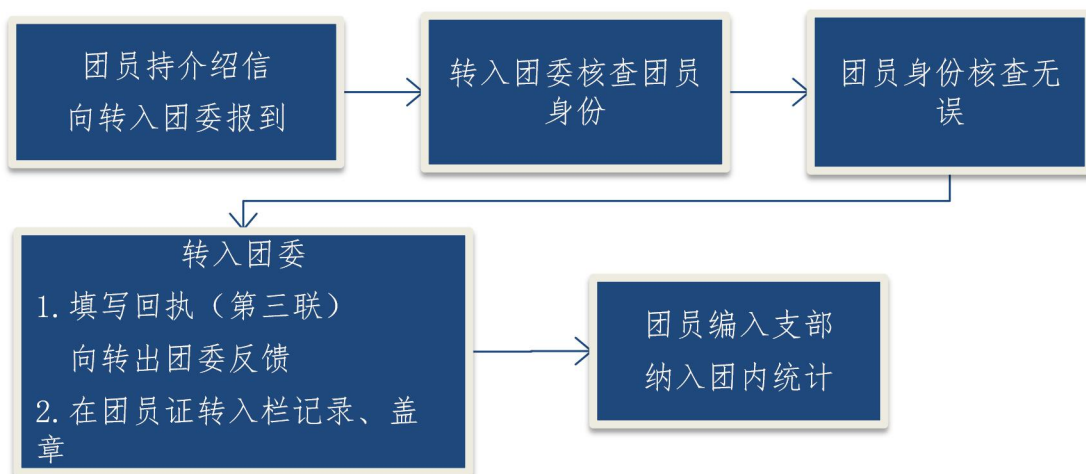 团员持介绍信
向转入团委报到
转入团委核查团员
身份
团员身份核查无
误
转入团委
1.填写回执（第三联）
向转出团委反馈
2.在团员证转入栏记录、盖
章
团员编入支部
纳入团内统计